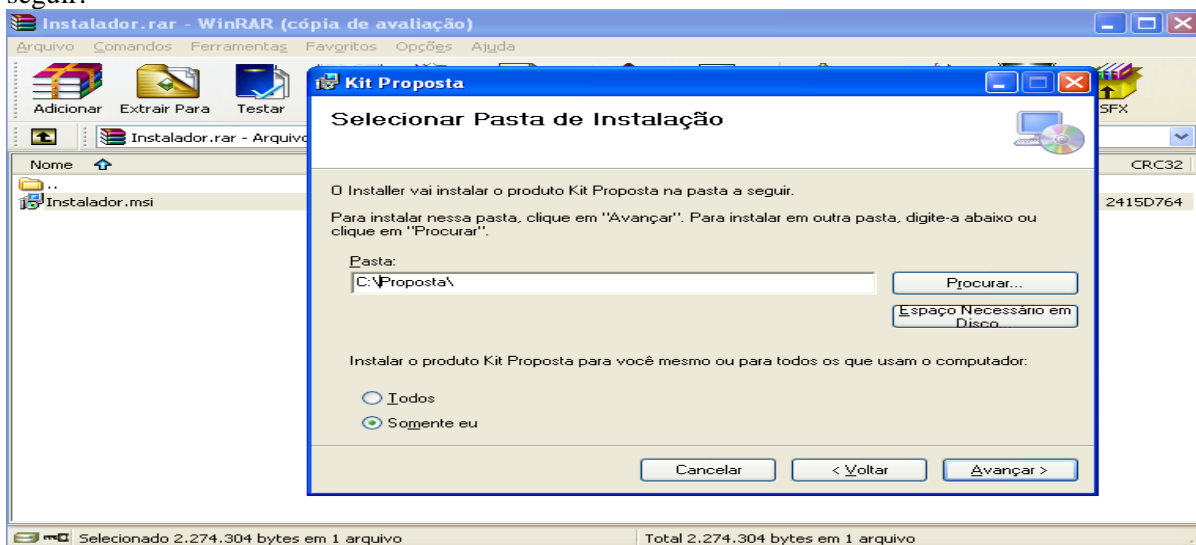 seguir:
Instalador.rar - WinRAR (cópia de avaliação)
Arquivo Comandos Ferramentas Favoritos Opções Ajuda
Adicionar Extrair Para Testar SFX
Instalador.rar - Arquivo
Nome CRC32
..
Instalador.msi 2415D764
Kit Proposta
Selecionar Pasta de Instalação
O Installer vai instalar o produto Kit Proposta na pasta a seguir.
Para instalar nessa pasta, clique em "Avançar". Para instalar em outra pasta, digite-a abaixo ou
clique em "Procurar".
Pasta:
C:\Proposta\
Procurar...
Espaço Necessário em
Disco...
Instalar o produto Kit Proposta para você mesmo ou para todos os que usam o computador:
Todos
Somente eu
Cancelar < Voltar Avançar >
Selecionado 2.274.304 bytes em 1 arquivo Total 2.274.304 bytes em 1 arquivo